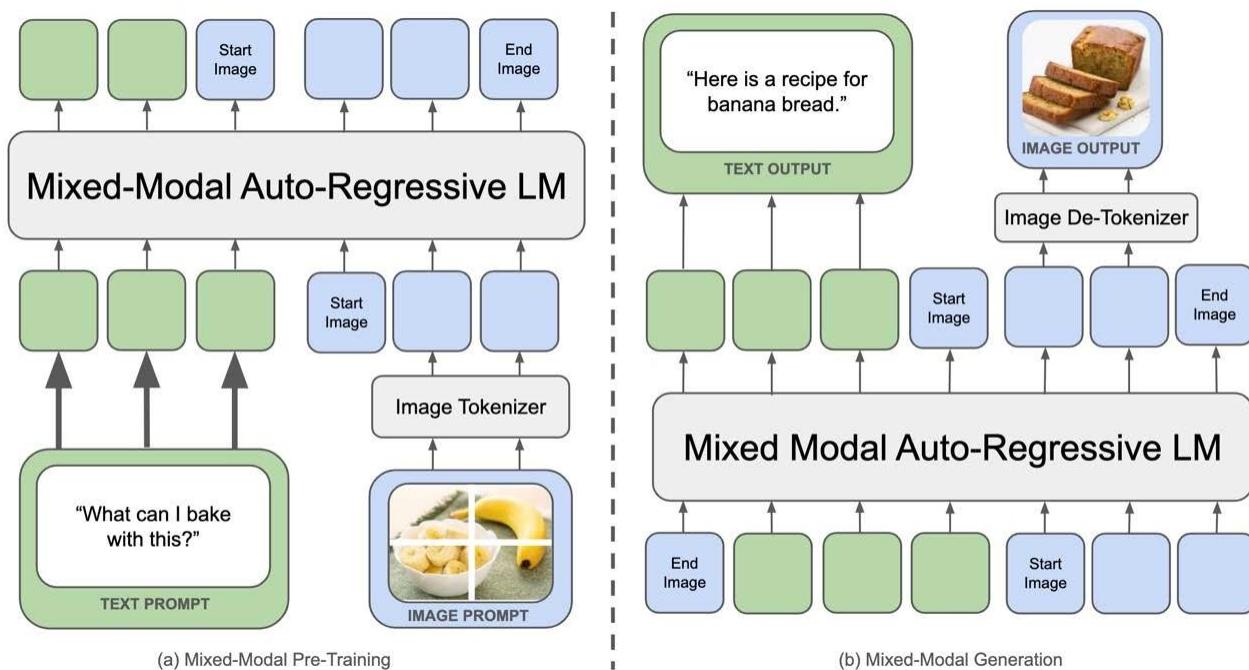 Start
Image
End
Image
Mixed-Modal Auto-Regressive LM
Start
Image
Image Tokenizer
“What can I bake
with this?”
TEXT PROMPT
IMAGE PROMPT
(a) Mixed-Modal Pre-Training
“Here is a recipe for
banana bread.”
TEXT OUTPUT
IMAGE OUTPUT
Image De-Tokenizer
Start
Image
End
Image
Mixed Modal Auto-Regressive LM
End
Image
Start
Image
(b) Mixed-Modal Generation